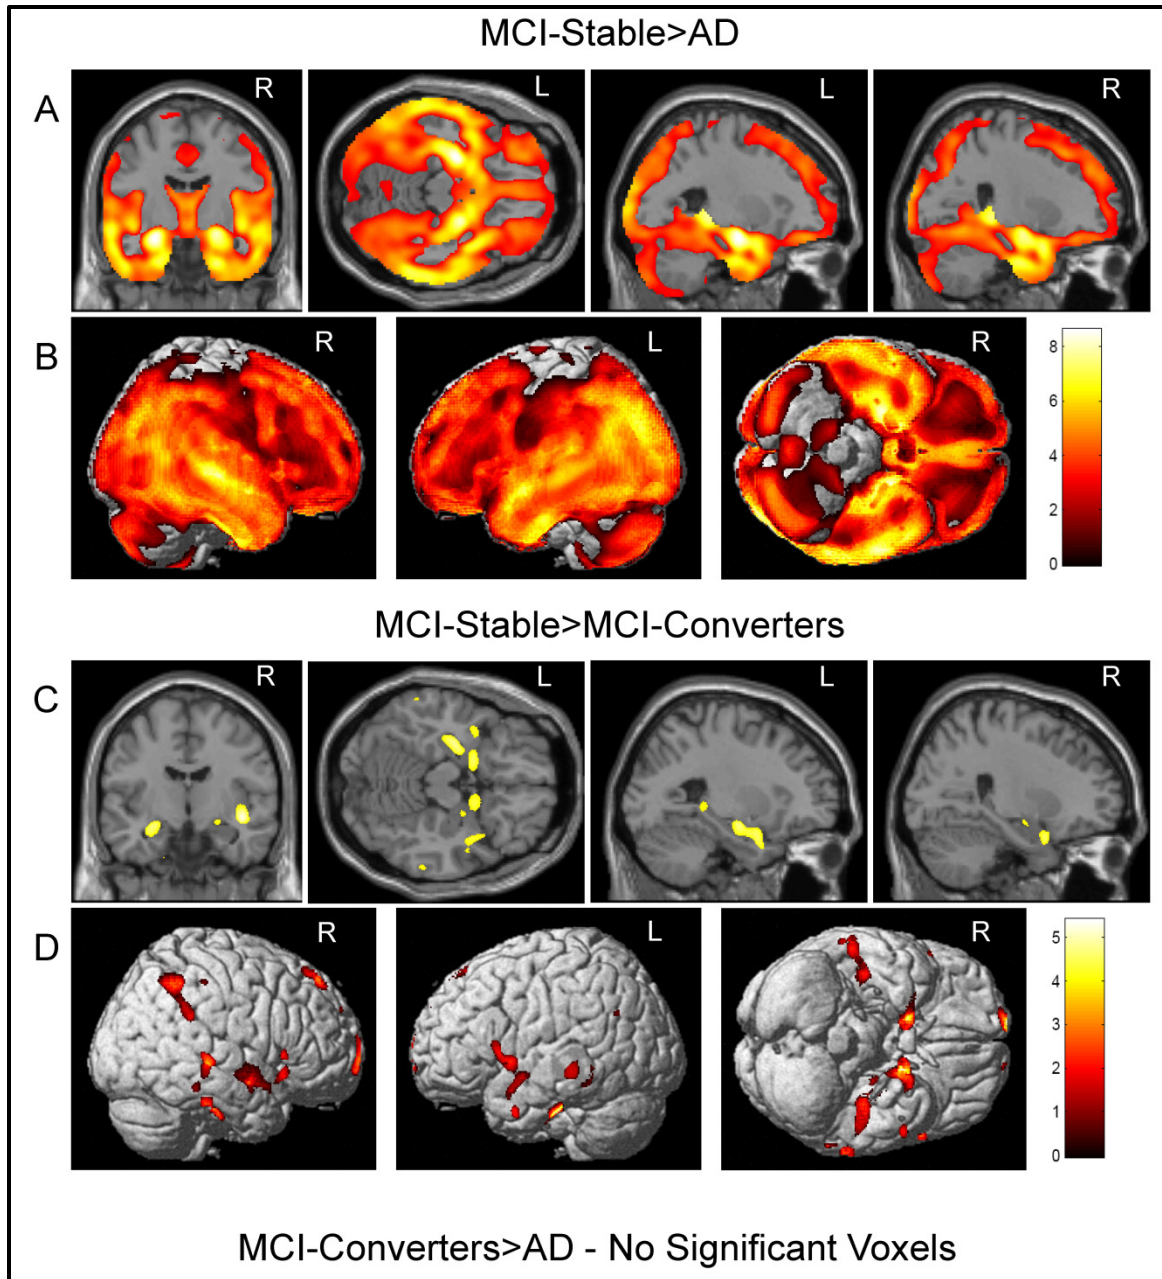 MCI-Stable>AD
A
R
L
L
R
B
R
L
R
8
6
4
2
0
MCI-Stable>MCI-Converters
C
R
L
L
R
D
R
L
R
5
4
3
2
1
0
MCI-Converters>AD - No Significant Voxels